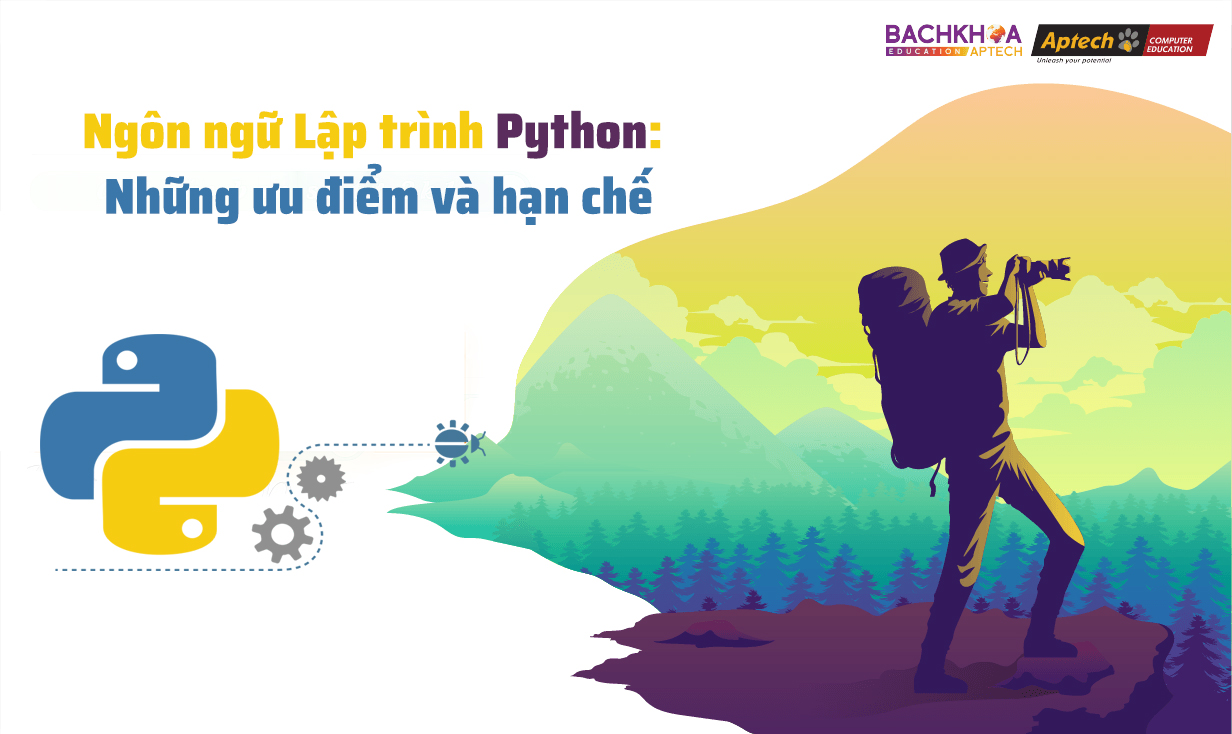 BACHKHOA
EDUCATION APTECH
Aptech COMPUTER EDUCATION
Unleash your potential
Ngôn ngữ Lập trình Python:
Những ưu điểm và hạn chế